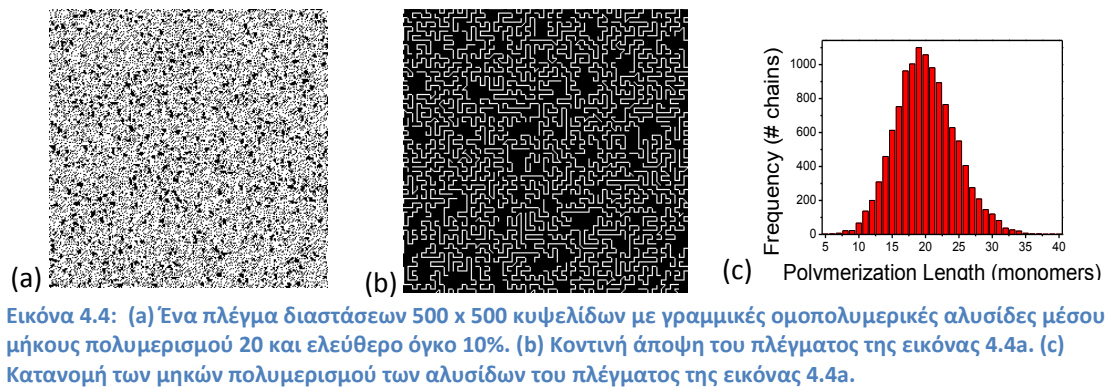 (a)
(b)
(c)
Frequency (# chains)
1000
800
600
400
200
0
5 10 15 20 25 30 35 40
Polymerization Length (monomers)
Εικόνα 4.4: (a) Ένα πλέγμα διαστάσεων 500 x 500 κυψελίδων με γραμμικές ομοπολυμερικές αλυσίδες μέσου
μήκους πολυμερισμού 20 και ελεύθερο όγκο 10%. (b) Κοντινή άποψη του πλέγματος της εικόνας 4.4a. (c)
Κατανομή των μηκών πολυμερισμού των αλυσίδων του πλέγματος της εικόνας 4.4a.